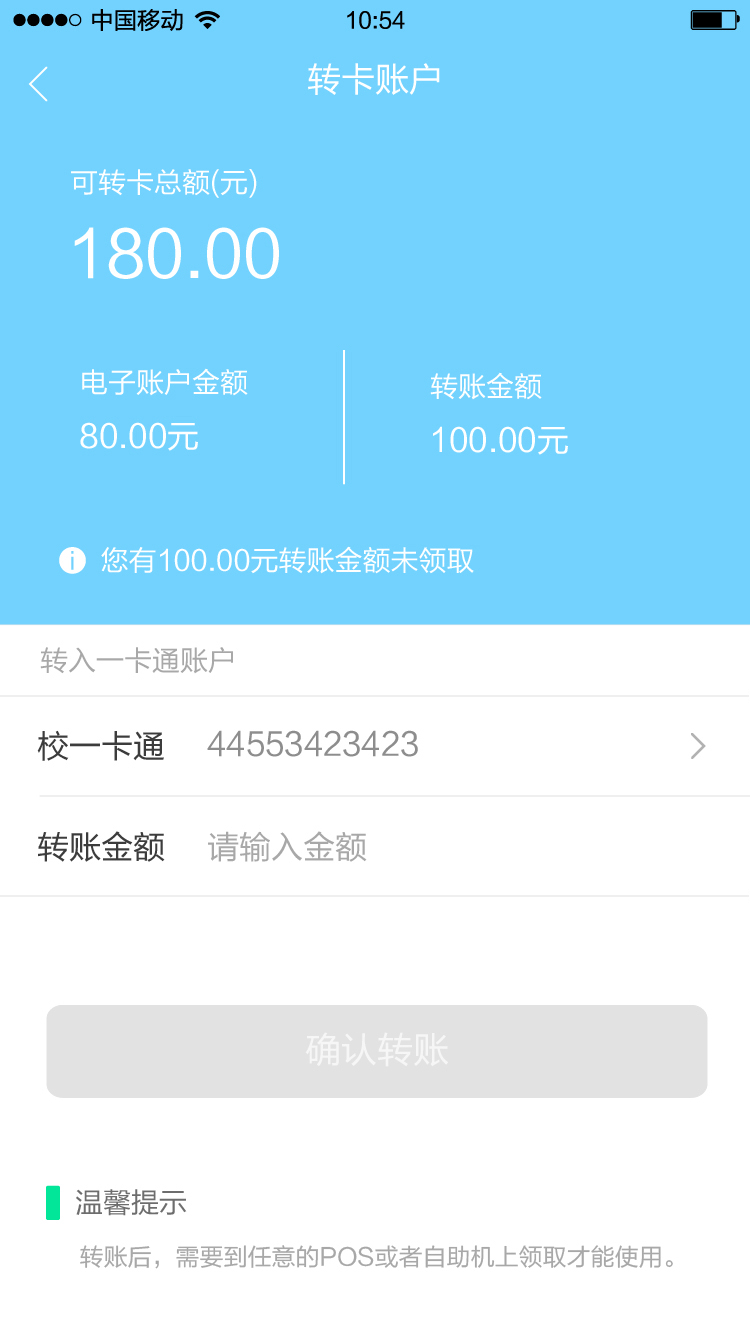 中国移动 10:54
转卡账户
可转卡总额(元)
180.00
电子账户金额 转账金额
80.00元 100.00元
您有100.00元转账金额未领取
转入一卡通账户
校一卡通 44553423423
转账金额 请输入金额
确认转账
温馨提示
转账后，需要到任意的POS或者自助机上领取才能使用。